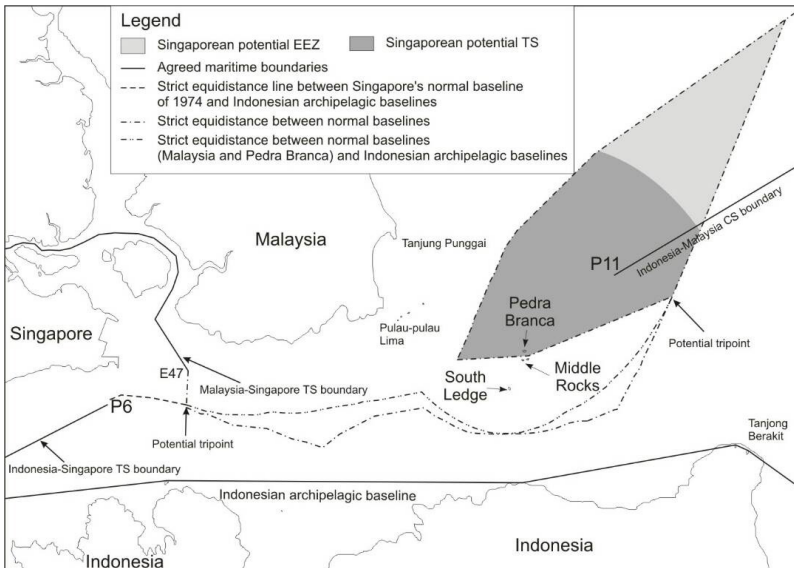 Legend
Singaporean potential EEZ
Singaporean potential TS
Agreed maritime boundaries
Strict equidistance line between Singapore's normal baseline
of 1974 and Indonesian archipelagic baselines
Strict equidistance between normal baselines
Strict equidistance between normal baselines
(Malaysia and Pedra Branca) and Indonesian archipelagic baselines
Malaysia
Tanjung Punggai
P11
Indonesia-Malaysia CS boundary
Pedra
Branca
Pulau-pulau
Lima
Singapore
Potential tripoint
E47
South
Ledge
Middle
Rocks
Malaysia-Singapore TS boundary
P6
Potential tripoint
Tanjong
Berakit
Indonesia-Singapore TS boundary
Indonesian archipelagic baseline
Indonesia
Indonesia